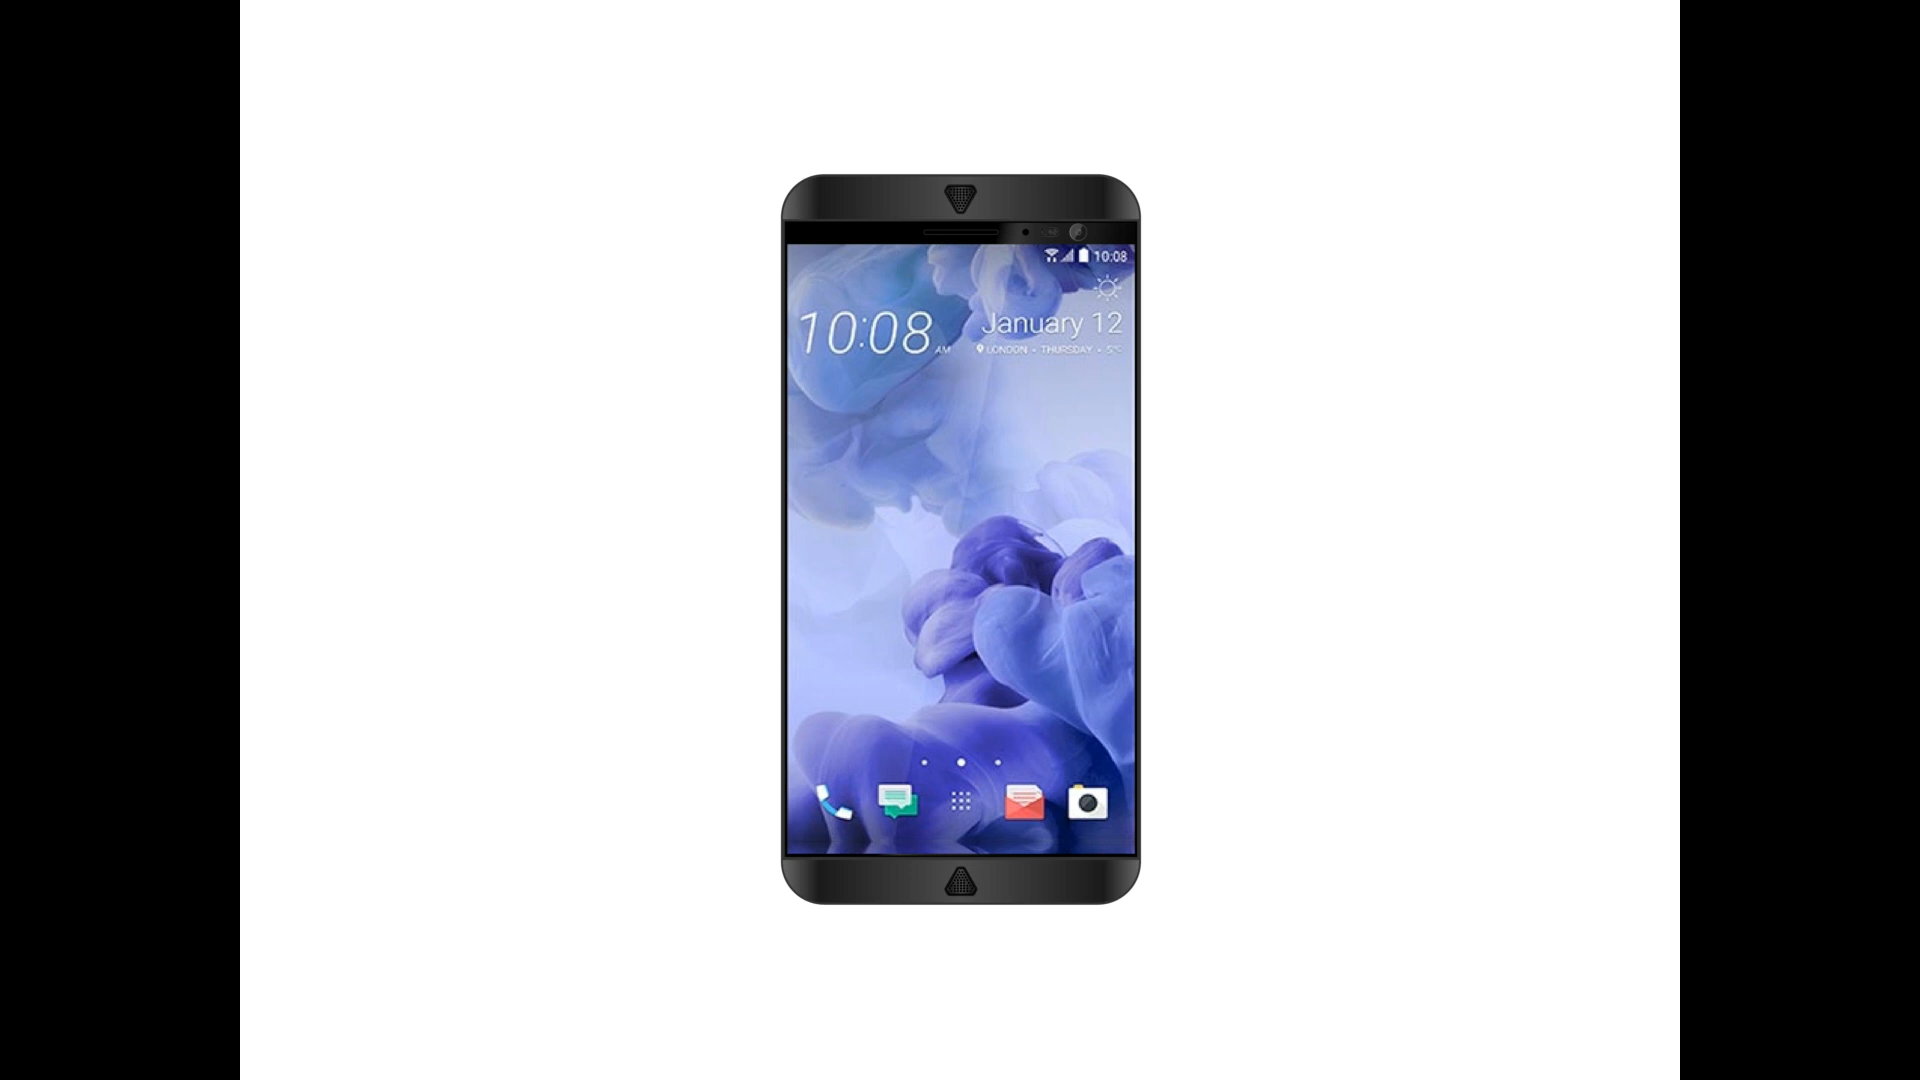 10:08
10:08 AM
January 12
LONDON • THURSDAY • 5°C